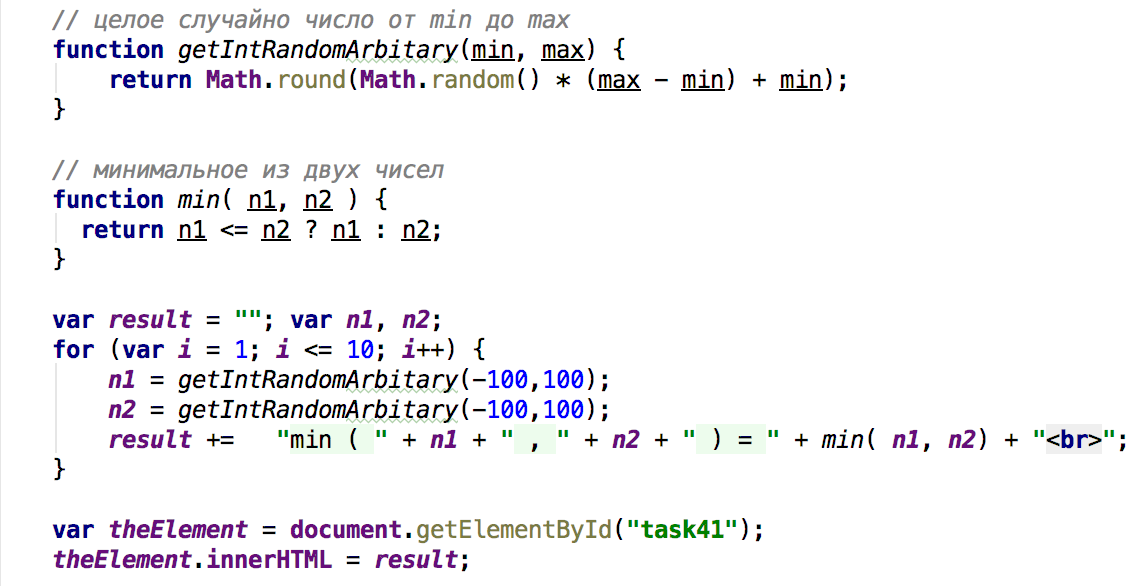 // целое случайно число от min до max
function getIntRandomArbitary(min, max) {
    return Math.round(Math.random() * (max - min) + min);
}

// минимальное из двух чисел
function min( n1, n2 ) {
  return n1 <= n2 ? n1 : n2;
}

var result = ""; var n1, n2;
for (var i = 1; i <= 10; i++) {
    n1 = getIntRandomArbitary(-100,100);
    n2 = getIntRandomArbitary(-100,100);
    result +=   "min ( " + n1 + " , " + n2 + " ) = " + min( n1, n2) + "<br>";
}

var theElement = document.getElementById("task41");
theElement.innerHTML = result;